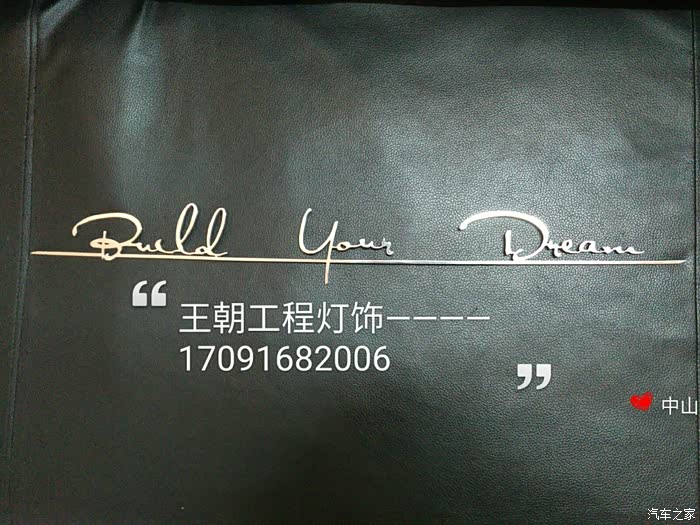 Build Your Dream
“王朝工程灯饰————
17091682006”
中山
汽车之家